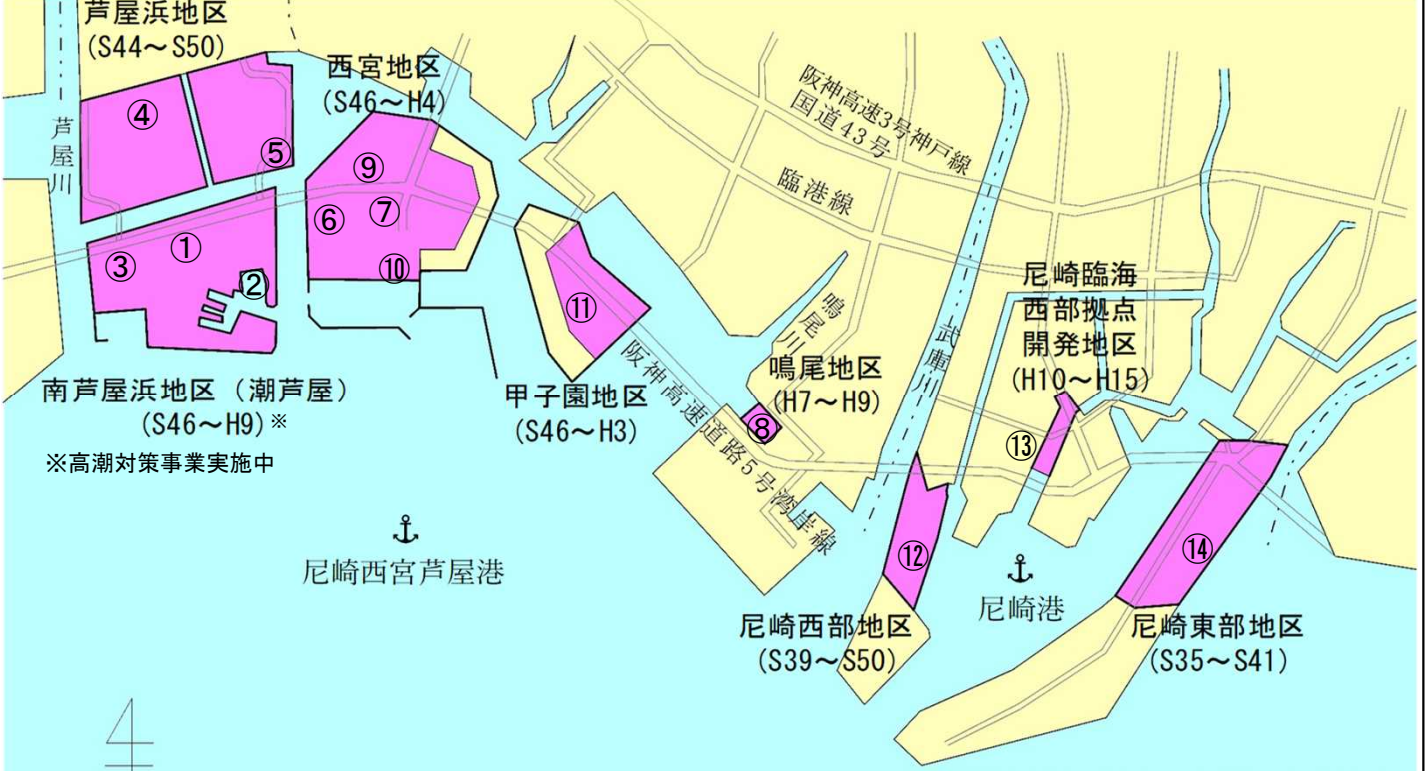 芦屋浜地区
(S44～S50)
西宮地区
(S46～H4)
④
⑤
芦屋川
⑨
⑥
⑦
⑩
①
③
②
南芦屋浜地区（潮芦屋）
(S46～H9)※
※高潮対策事業実施中
⑪
甲子園地区
(S46～H3)
阪神高速3号神戸線
国道43号
臨港線
鳴尾川
武庫川
鳴尾地区
(H7～H9)
⑧
阪神高速道路5号湾岸線
尼崎臨海
西部拠点
開発地区
(H10～H15)
⑬
⑫
⑭
尼崎西宮芦屋港
尼崎港
尼崎西部地区
(S39～S50)
尼崎東部地区
(S35～S41)